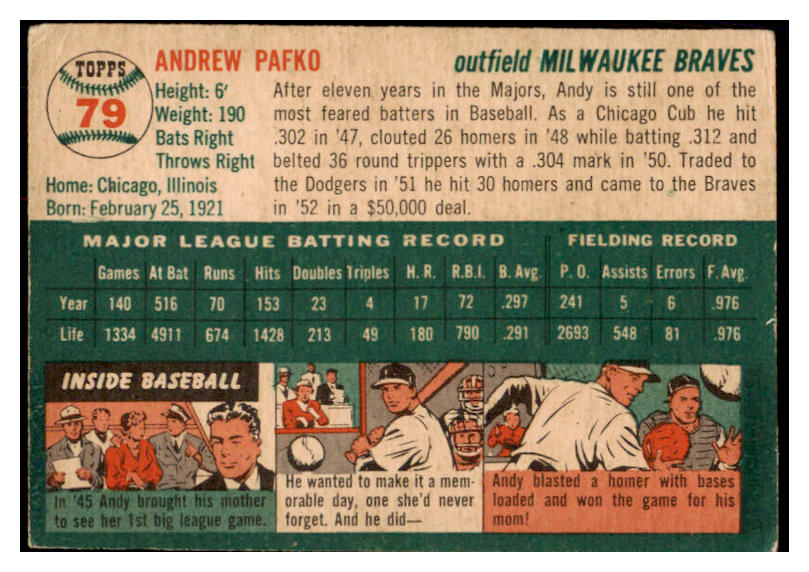 TOPPS
79
ANDREW PAFKO
outfield MILWAUKEE BRAVES
Height: 6'
Weight: 190
Bats Right
Throws Right
Home: Chicago, Illinois
Born: February 25, 1921
After eleven years in the Majors, Andy is still one of the
most feared batters in Baseball. As a Chicago Cub he hit
.302 in '47, clouted 26 homers in '48 while batting .312 and
belted 36 round trippers with a .304 mark in '50. Traded to
the Dodgers in '51 he hit 30 homers and came to the Braves
in '52 in a $50,000 deal.
MAJOR LEAGUE BATTING RECORD FIELDING RECORD
Games At Bat Runs Hits Doubles Triples H. R. R.B.I. B. Avg. P. O. Assists Errors F. Avg.
Year 140 516 70 153 23 4 17 72 .297 241 5 6 .976
Life 1334 4911 674 1428 213 49 180 790 .291 2693 548 81 .976
INSIDE BASEBALL
In '45 Andy brought his mother
to see her 1st big league game.
He wanted to make it a mem-
orable day, one she'd never
forget. And he did—
Andy blasted a homer with bases
loaded and won the game for his
mom!